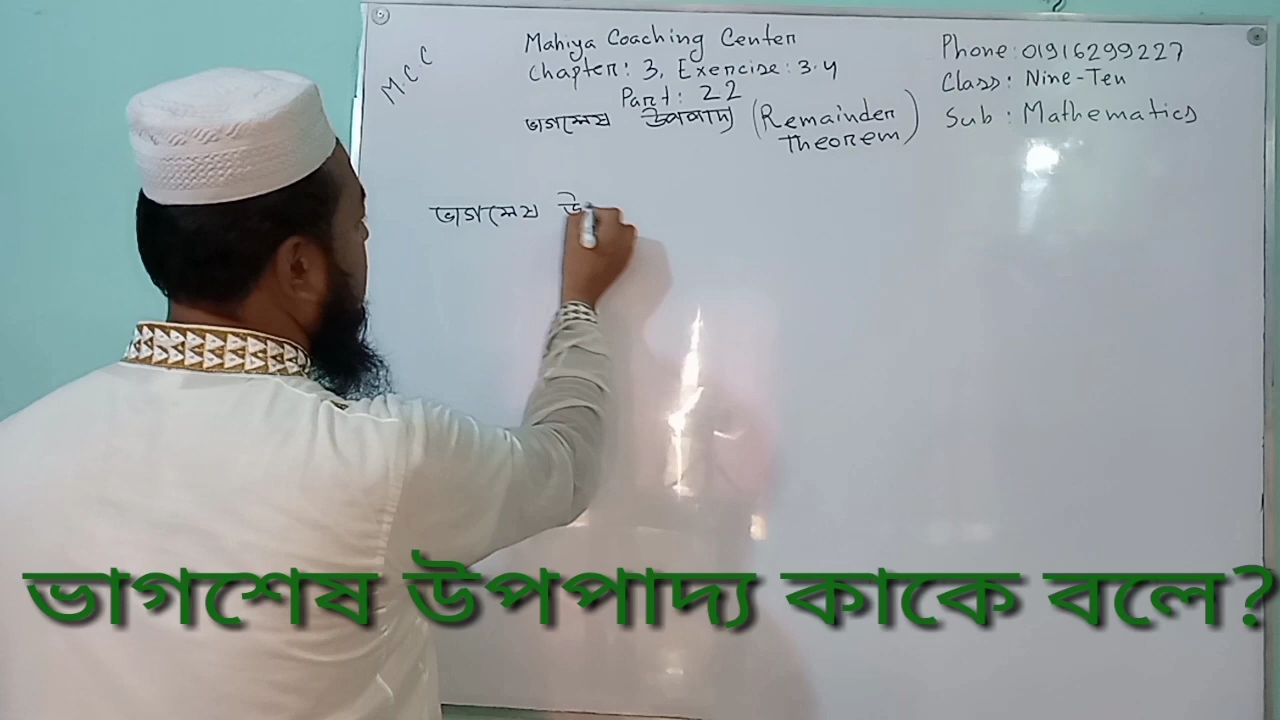 M.C.C
Mahiya Coaching Center
Chapter: 3, Exercise: 3.4
Part: 22
ভাগশেষ উপপাদ্য (Remainder Theorem)
Phone: 01916299227
Class: Nine-Ten
Sub: Mathematics
ভাগশেষ উ
ভাগশেষ উপপাদ্য কাকে বলে?